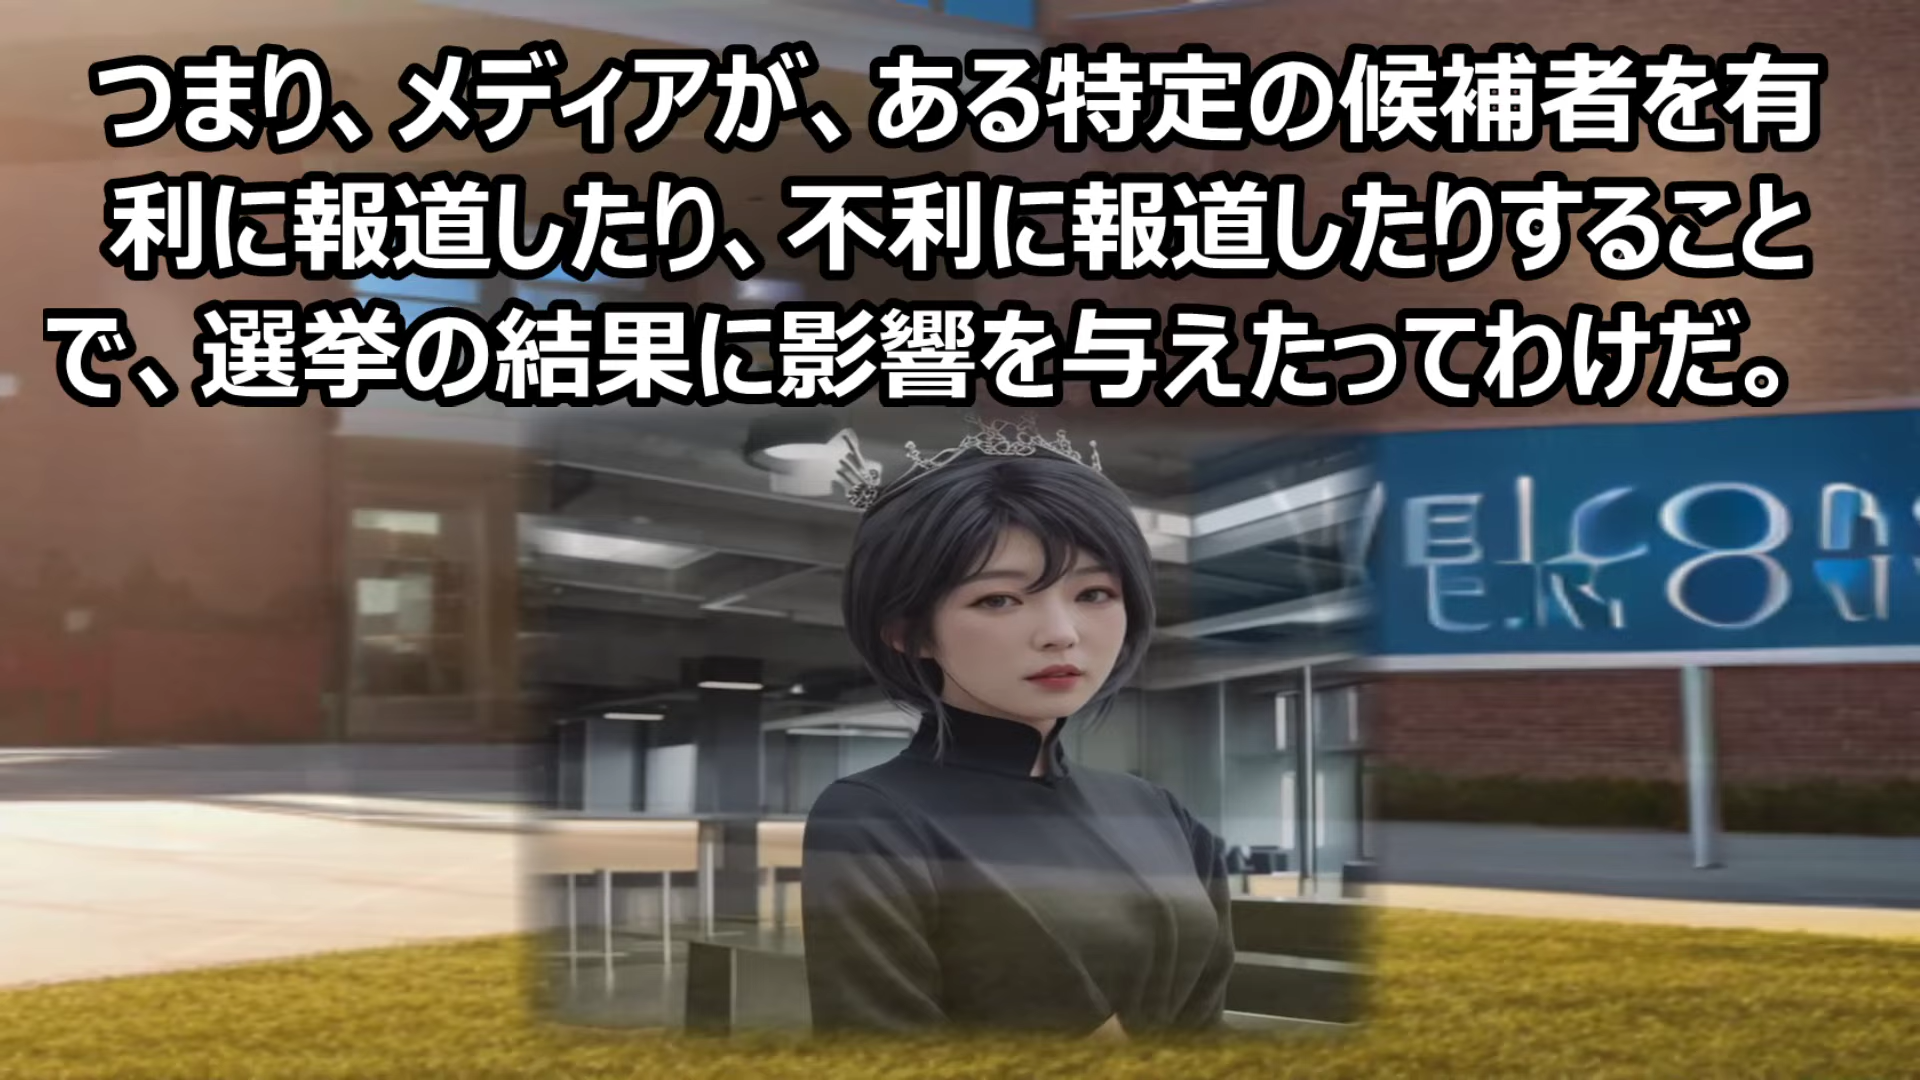 つまり、メディアが、ある特定の候補者を有
利に報道したり、不利に報道したりすること
で、選挙の結果に影響を与えたってわけだ。